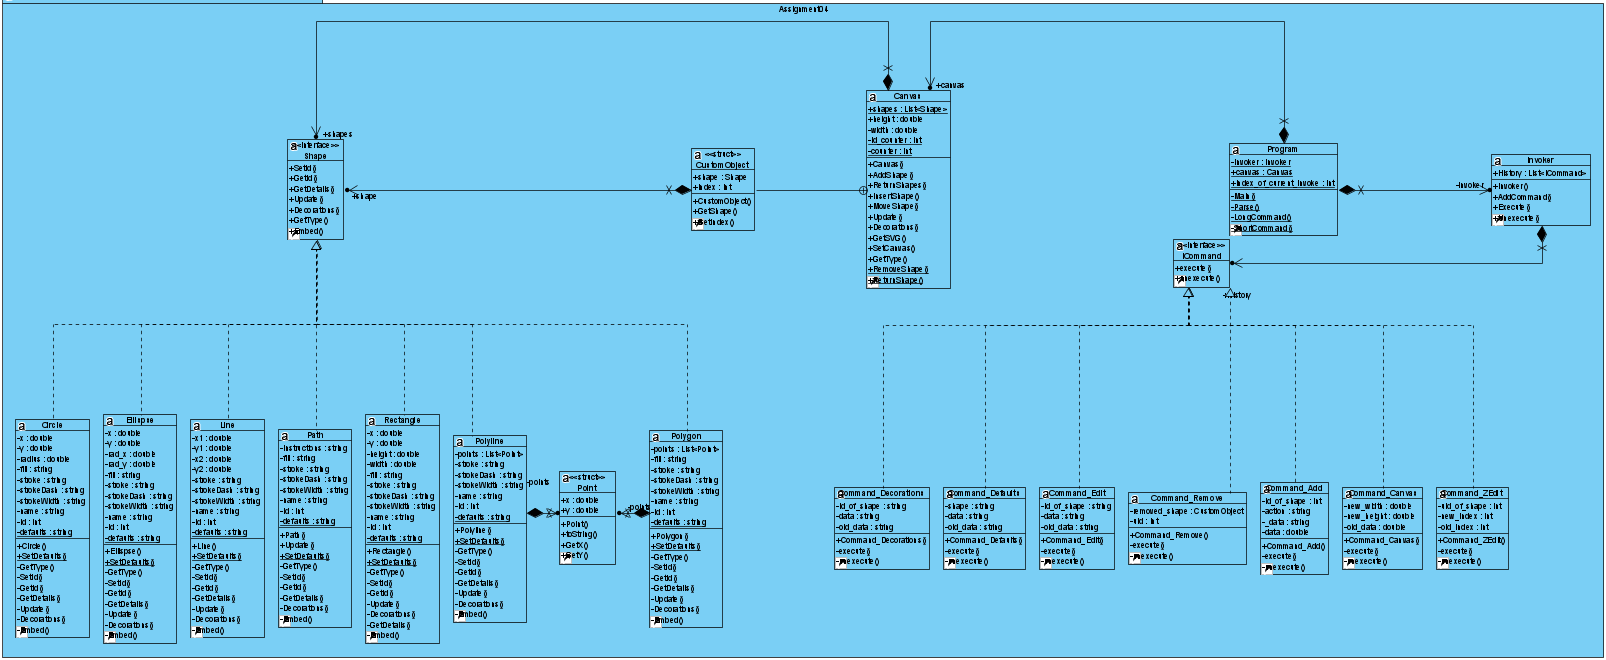 Assignment04
+shapes
<<Interface>>
Shape
+SetId()
+GetId()
+GetDetails()
+Update()
+Decorations()
+GetType()
+Embed()
+shape
<<struct>>
CustomObject
+shape : Shape
+Index : int
+CustomObject()
+GetShape()
+GetIndex()
+canvas
Canvas
+shapes : List<Shape>
+height : double
-width : double
-id_counter : int
-counter : int
+Canvas()
+AddShape()
+ReturnShapes()
+InsertShape()
+MoveShape()
+Update()
+Decorations()
+GetSVG()
+SetCanvas()
+GetType()
+RemoveShape()
+ReturnShape()
Program
-Invoker : Invoker
+canvas : Canvas
+Index_of_current_Invoke : int
-Main()
-Parse()
-LongCommand()
-ShortCommand()
-Invoker
Invoker
+History : List<ICommand>
+Invoker()
+AddCommand()
+Execute()
+Unexecute()
<<Interface>>
ICommand
+execute()
+unexecute()
+History
Circle
-x : double
-y : double
-radius : double
-fill : string
-stroke : string
-strokeDash : string
-strokeWidth : string
-name : string
-id : int
-defaults : string
+Circle()
+SetDefaults()
-GetType()
-SetId()
-GetId()
-GetDetails()
-Update()
-Decorations()
-Embed()
Ellispse
-x : double
-y : double
-rad_x : double
-rad_y : double
-fill : string
-stroke : string
-strokeDash : string
-strokeWidth : string
-name : string
-id : int
-defaults : string
+Ellispse()
+SetDefaults()
-GetType()
-SetId()
-GetId()
-GetDetails()
-Update()
-Decorations()
-Embed()
Line
-x1 : double
-y1 : double
-x2 : double
-y2 : double
-stroke : string
-strokeDash : string
-strokeWidth : string
-name : string
-id : int
-defaults : string
+Line()
+SetDefaults()
-GetType()
-SetId()
-GetId()
-GetDetails()
-Update()
-Decorations()
-Embed()
Path
-instructions : string
-fill : string
-stroke : string
-strokeDash : string
-strokeWidth : string
-name : string
-id : int
-defaults : string
+Path()
+Update()
+SetDefaults()
-GetType()
-SetId()
-GetId()
-GetDetails()
-Decorations()
-Embed()
Rectangle
-x : double
-y : double
-height : double
-width : double
-fill : string
-stroke : string
-strokeDash : string
-strokeWidth : string
-name : string
-id : int
-defaults : string
+Rectangle()
+SetDefaults()
-GetType()
-SetId()
-GetId()
-Update()
-Decorations()
-GetDetails()
-Embed()
Polyline
-points : List<Point>
-stroke : string
-strokeDash : string
-strokeWidth : string
-name : string
-id : int
-defaults : string
+Polyline()
+SetDefaults()
-GetType()
-SetId()
-GetId()
-GetDetails()
-Update()
-Decorations()
-Embed()
-points
<<struct>>
Point
+x : double
+y : double
+Point()
+toString()
+GetX()
+GetY()
-points
Polygon
-points : List<Point>
-fill : string
-stroke : string
-strokeDash : string
-strokeWidth : string
-name : string
-id : int
-defaults : string
+Polygon()
+SetDefaults()
-GetType()
-SetId()
-GetId()
-GetDetails()
-Update()
-Decorations()
-Embed()
Command_Decorations
-id_of_shape : int
-data : string
-old_data : string
+Command_Decorations()
-execute()
-unexecute()
Command_Defaults
-shape : string
-data : string
-old_data : string
+Command_Defaults()
-execute()
-unexecute()
Command_Edit
-id_of_shape : int
-data : string
-old_data : string
+Command_Edit()
-execute()
-unexecute()
Command_Remove
-removed_shape : CustomObject
-uid : int
+Command_Remove()
-execute()
-unexecute()
Command_Add
-id_of_shape : int
-action : string
-_data : string
-data : double
+Command_Add()
-execute()
-unexecute()
Command_Canvas
-new_width : double
-new_height : double
-old_data : double
+Command_Canvas()
-execute()
-unexecute()
Command_ZEdit
-uid_of_shape : int
-new_index : int
-old_index : int
+Command_ZEdit()
-execute()
-unexecute()